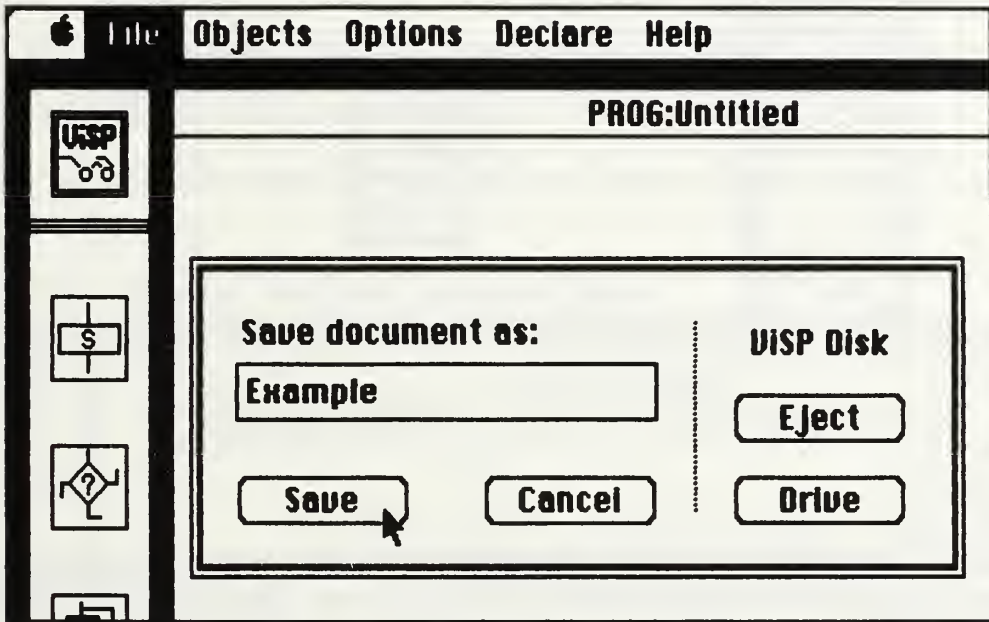 File Objects Options Declare Help
PROG:Untitled
ViSP
S
?
Save document as:
ViSP Disk
Example
Eject
Save
Cancel
Drive